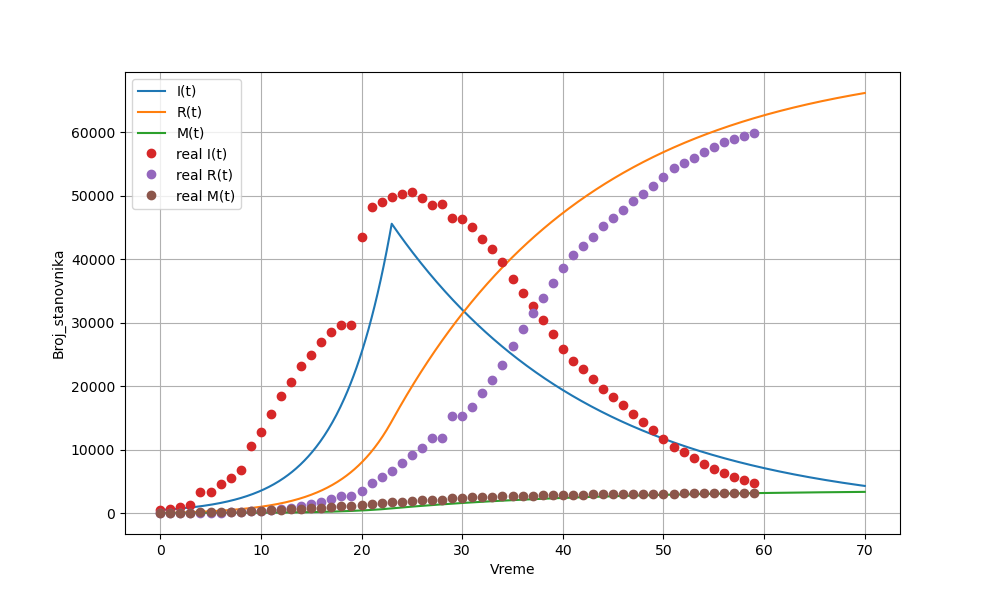 I(t)
R(t)
M(t)
real I(t)
real R(t)
real M(t)
60000
50000
40000
30000
20000
10000
0
Broj_stanovnika
0 10 20 30 40 50 60 70
Vreme